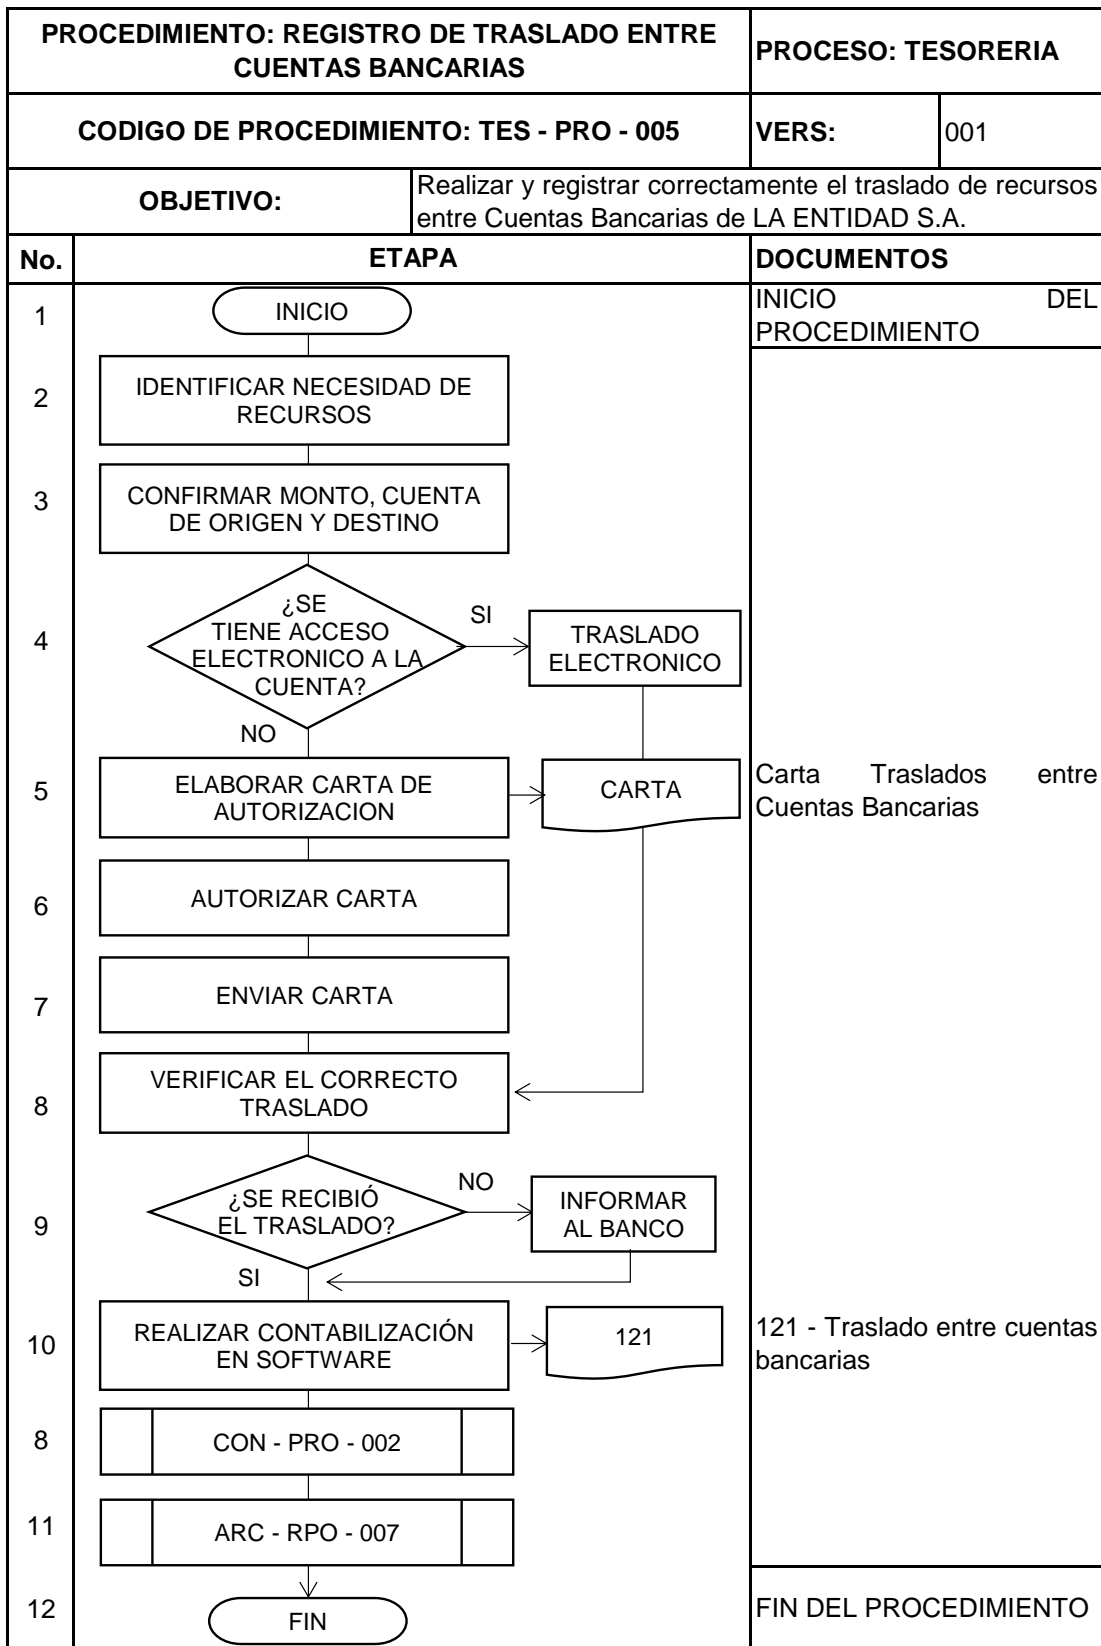 PROCEDIMIENTO: REGISTRO DE TRASLADO ENTRE
CUENTAS BANCARIAS
PROCESO: TESORERIA
CODIGO DE PROCEDIMIENTO: TES - PRO - 005
VERS:
001
OBJETIVO:
Realizar y registrar correctamente el traslado de recursos
entre Cuentas Bancarias de LA ENTIDAD S.A.
No.
ETAPA
DOCUMENTOS
1
INICIO
INICIO DEL
PROCEDIMIENTO
2
IDENTIFICAR NECESIDAD DE
RECURSOS
3
CONFIRMAR MONTO, CUENTA
DE ORIGEN Y DESTINO
4
¿SE
TIENE ACCESO
ELECTRONICO A LA
CUENTA?
SI
TRASLADO
ELECTRONICO
NO
5
ELABORAR CARTA DE
AUTORIZACION
CARTA
Carta Traslados entre
Cuentas Bancarias
6
AUTORIZAR CARTA
7
ENVIAR CARTA
8
VERIFICAR EL CORRECTO
TRASLADO
9
¿SE RECIBIÓ
EL TRASLADO?
NO
INFORMAR
AL BANCO
SI
10
REALIZAR CONTABILIZACIÓN
EN SOFTWARE
121
121 - Traslado entre cuentas
bancarias
8
CON - PRO - 002
11
ARC - RPO - 007
12
FIN
FIN DEL PROCEDIMIENTO